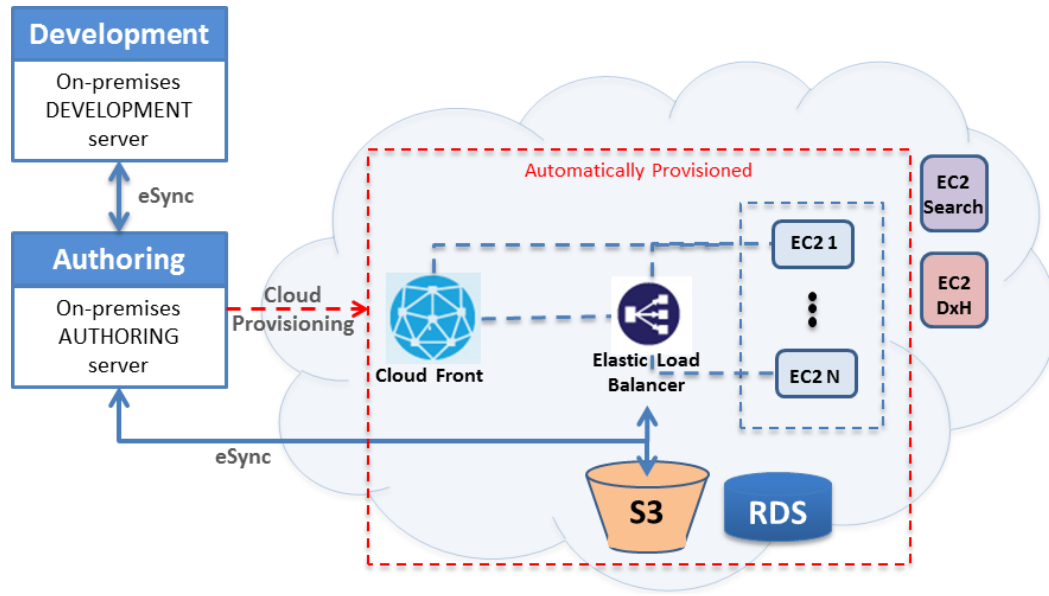 Development
On-premises
DEVELOPMENT
server
eSync
Authoring
On-premises
AUTHORING
server
Cloud
Provisioning
eSync
Automatically Provisioned
Cloud Front
Elastic Load
Balancer
EC2 1
EC2 N
S3
RDS
EC2
Search
EC2
DxH